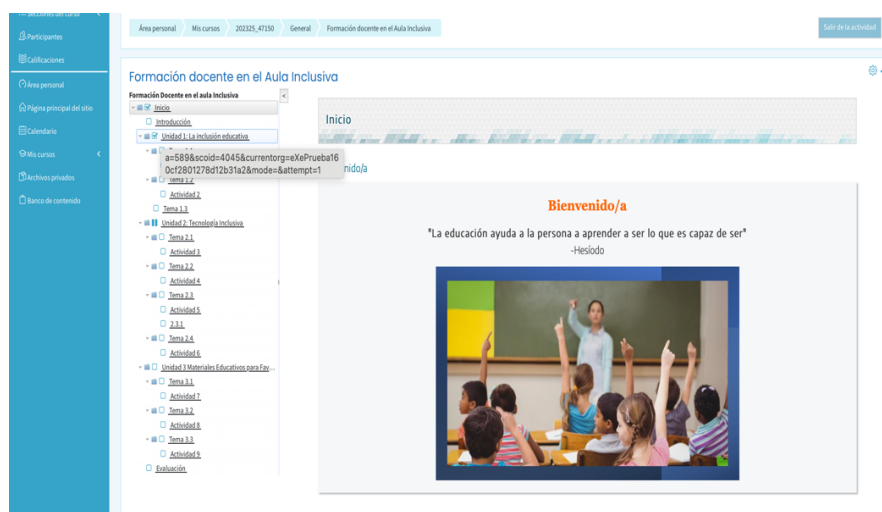 Secciones del curso
Participantes
Calificaciones
Área personal
Página principal del sitio
Calendario
Mis cursos
Archivos privados
Banco de contenido
Área personal
Mis cursos
202325_47150
General
Formación docente en el Aula Inclusiva
Salir de la actividad
Formación docente en el Aula Inclusiva
Formación Docente en el aula Inclusiva
Inicio
Introducción
Unidad 1: La inclusión educativa
a=589&scoid=4045&currentorg=eXePrueba16
0cf2801278d12b31a2&mode=&attempt=1
Tema 1.2
Actividad 2
Tema 1.3
Unidad 2: Tecnología Inclusiva
Tema 2.1
Actividad 3
Tema 2.2
Actividad 4
Tema 2.3
Actividad 5
2.3.1
Tema 2.4
Actividad 6
Unidad 3 Materiales Educativos para Fav...
Tema 3.1
Actividad 7
Tema 3.2
Actividad 8
Tema 3.3
Actividad 9
Evaluación
<
Inicio
nido/a
Bienvenido/a
"La educación ayuda a la persona a aprender a ser lo que es capaz de ser"
-Hesíodo